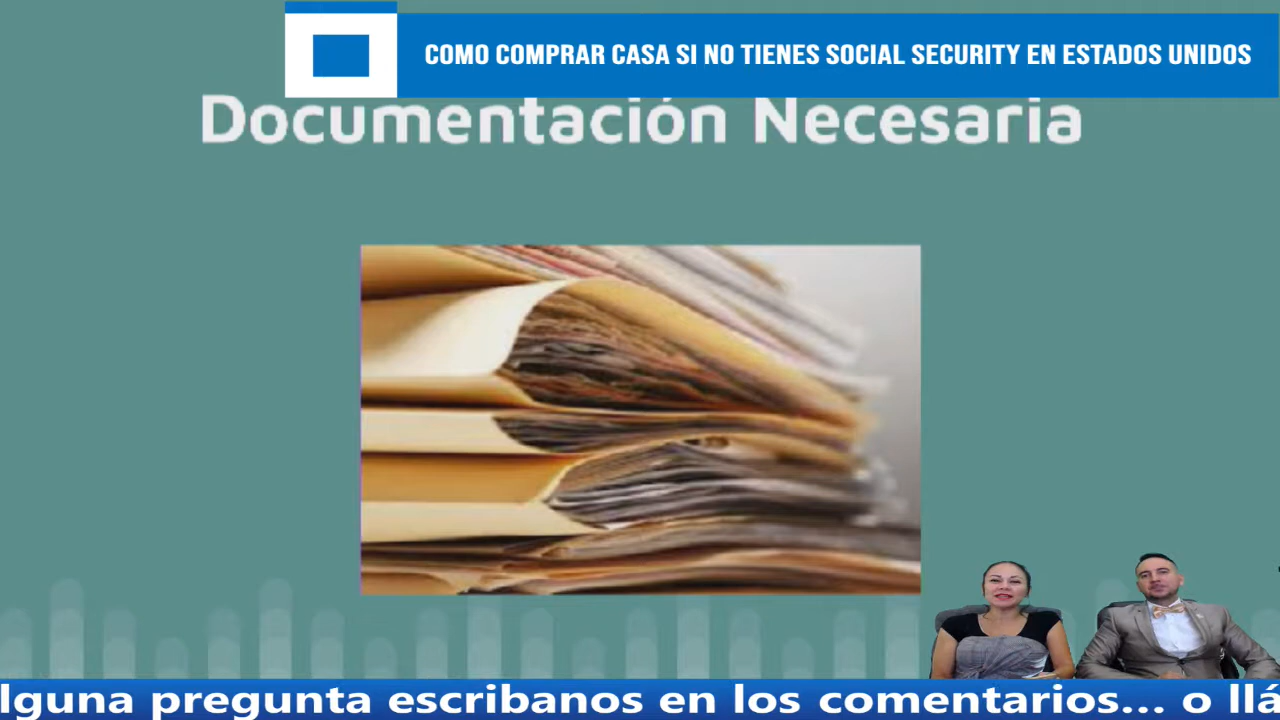 COMO COMPRAR CASA SI NO TIENES SOCIAL SECURITY EN ESTADOS UNIDOS
Documentación Necesaria
lguna pregunta escribanos en los comentarios... o llá